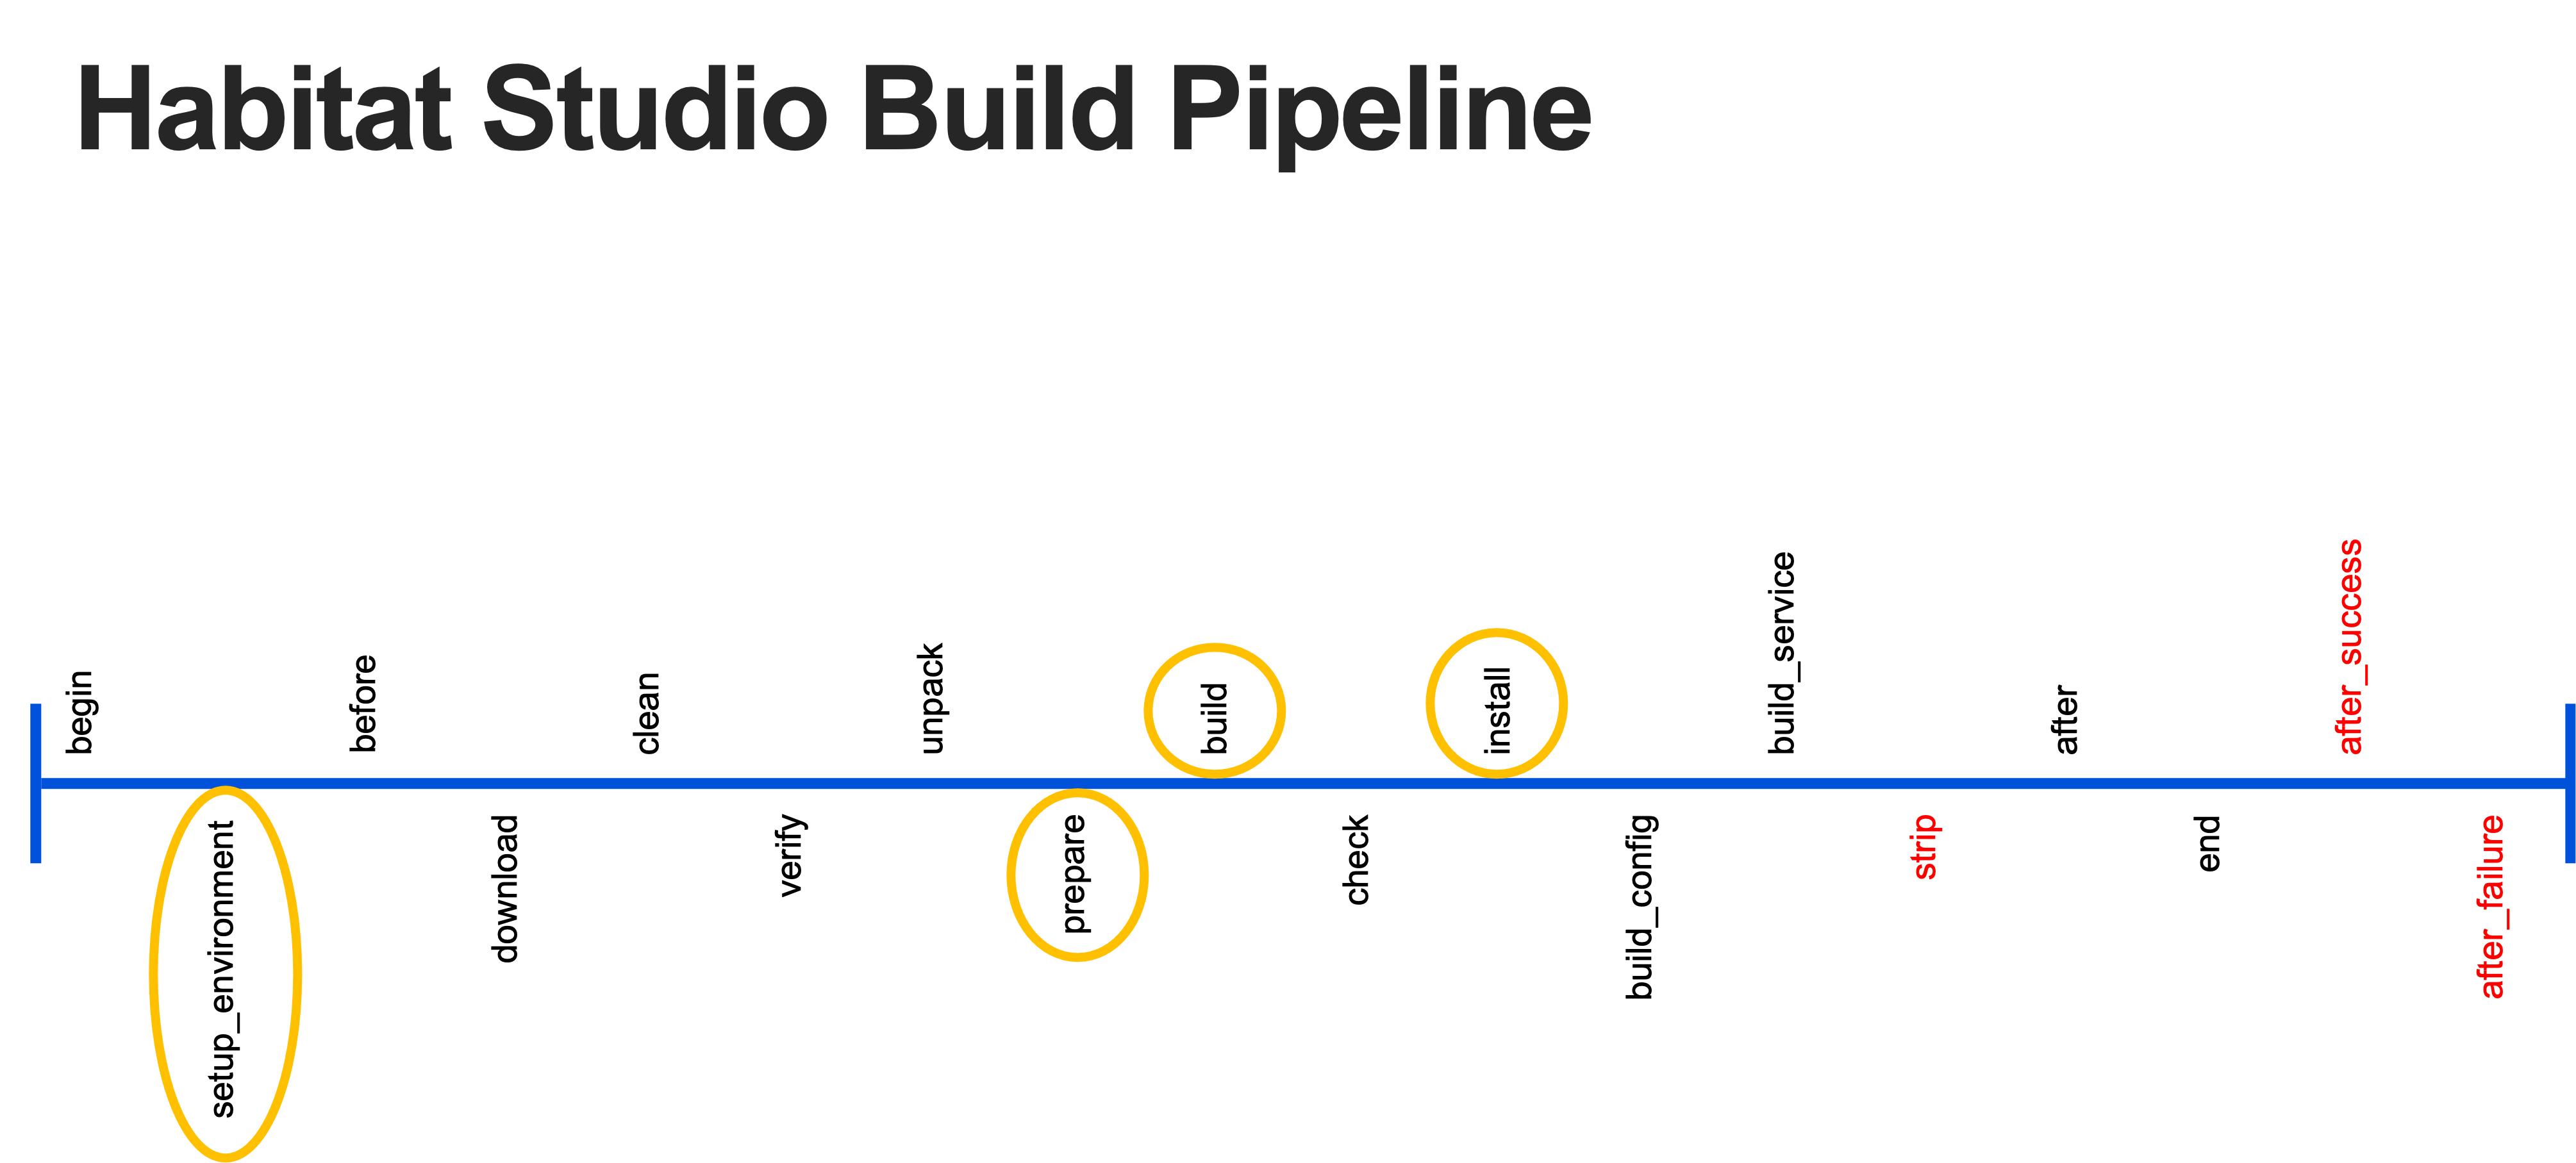 Habitat Studio Build Pipeline
begin
setup_environment
before
download
clean
verify
unpack
prepare
build
check
install
build_config
build_service
strip
after
end
after_success
after_failure